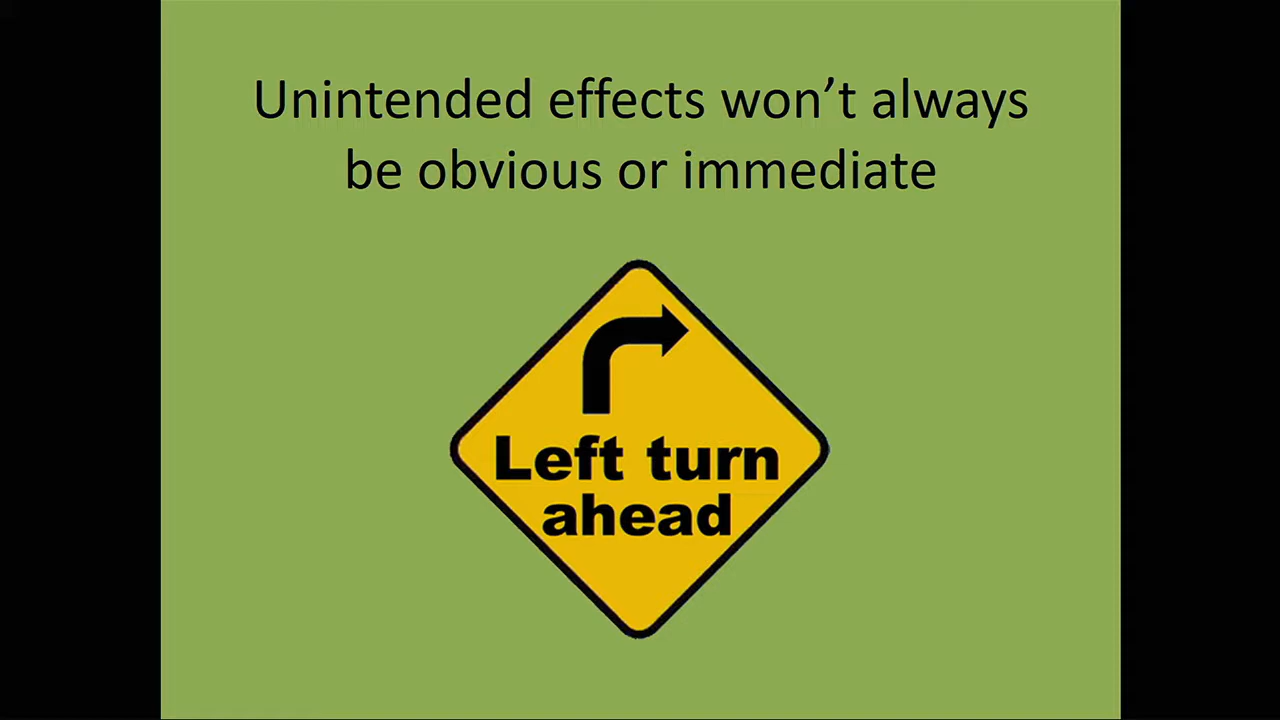 Unintended effects won’t always
be obvious or immediate
Left turn
ahead